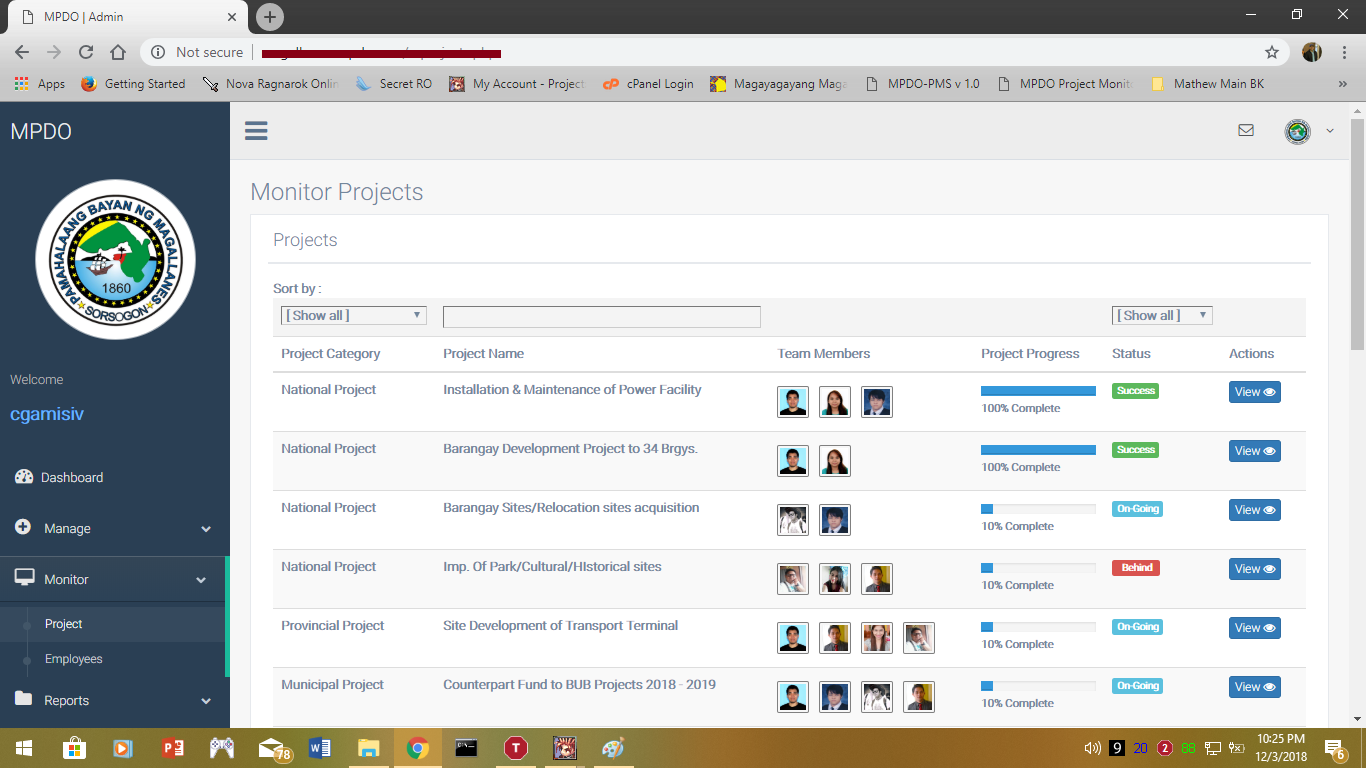 MPDO | Admin
Not secure
Apps
Getting Started
Nova Ragnarok Onlin
Secret RO
My Account - Project
cPanel Login
Magayagayang Maga
MPDO-PMS v 1.0
MPDO Project Monit
Mathew Main BK
»
MPDO
PAMAHALAANG BAYAN NG MAGALLANES
1860
SORSOGON
Welcome
cgamisiv
Dashboard
Manage
Monitor
Project
Employees
Reports
Monitor Projects
Projects
Sort by :
[ Show all ] [ Show all ]
Project Category Project Name Team Members Project Progress Status Actions
National Project Installation & Maintenance of Power Facility 100% Complete Success View
National Project Barangay Development Project to 34 Brgys. 100% Complete Success View
National Project Barangay Sites/Relocation sites acquisition 10% Complete On-Going View
National Project Imp. Of Park/Cultural/HIstorical sites 10% Complete Behind View
Provincial Project Site Development of Transport Terminal 10% Complete On-Going View
Municipal Project Counterpart Fund to BUB Projects 2018 - 2019 10% Complete On-Going View
78
9 20 2 88
10:25 PM
12/3/2018
6